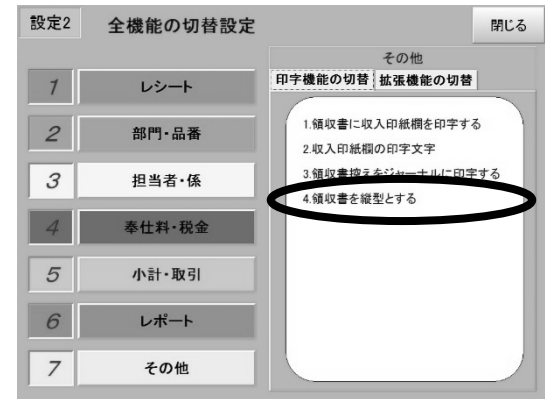 設定2 全機能の切替設定 閉じる
その他
印字機能の切替 拡張機能の切替
1 レシート
2 部門・品番
3 担当者・係
4 奉仕料・税金
5 小計・取引
6 レポート
7 その他
1.領収書に収入印紙欄を印字する
2.収入印紙欄の印字文字
3.領収書控えをジャーナルに印字する
4.領収書を縦型とする